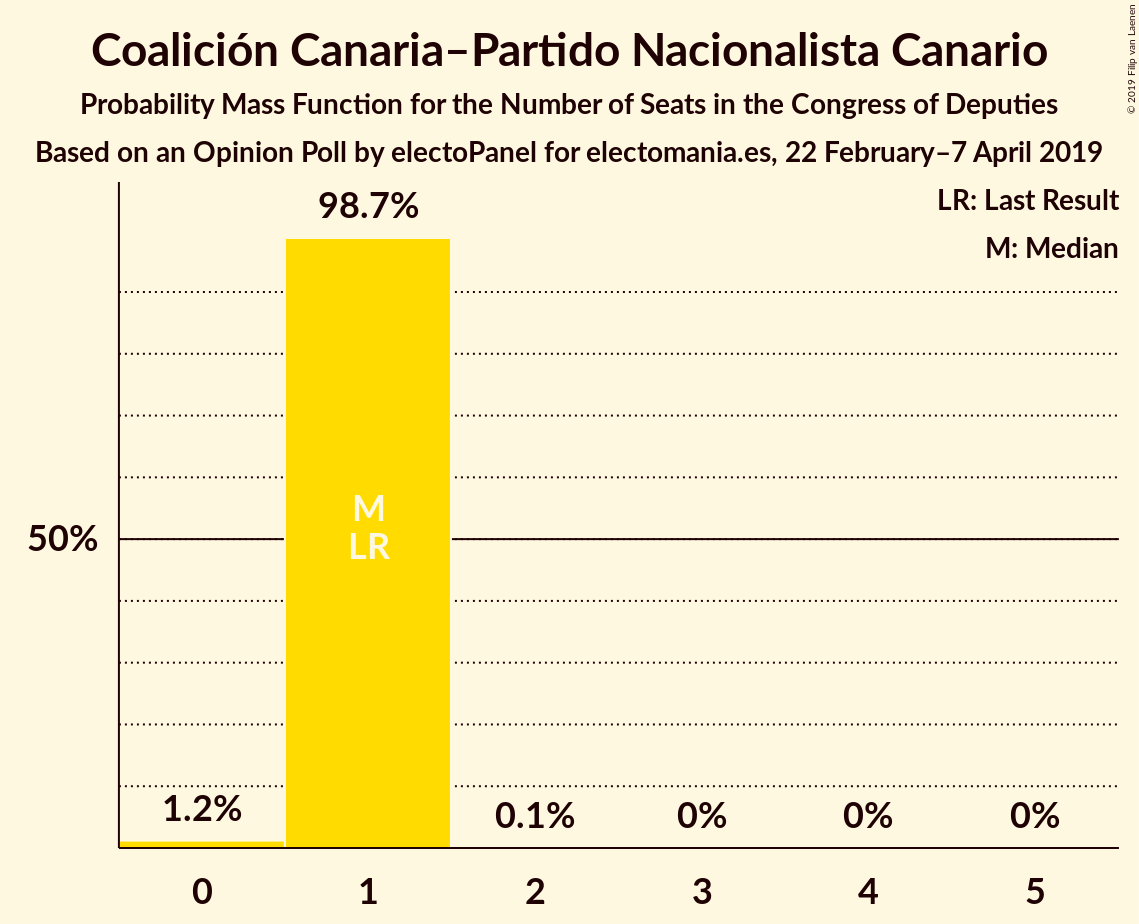 Coalición Canaria–Partido Nacionalista Canario
Probability Mass Function for the Number of Seats in the Congress of Deputies
Based on an Opinion Poll by electoPanel for electomania.es, 22 February–7 April 2019
© 2019 Filip van Laenen
LR: Last Result
M: Median
98.7%
M
LR
50%
1.2%
0.1%
0%
0%
0%
0
1
2
3
4
5